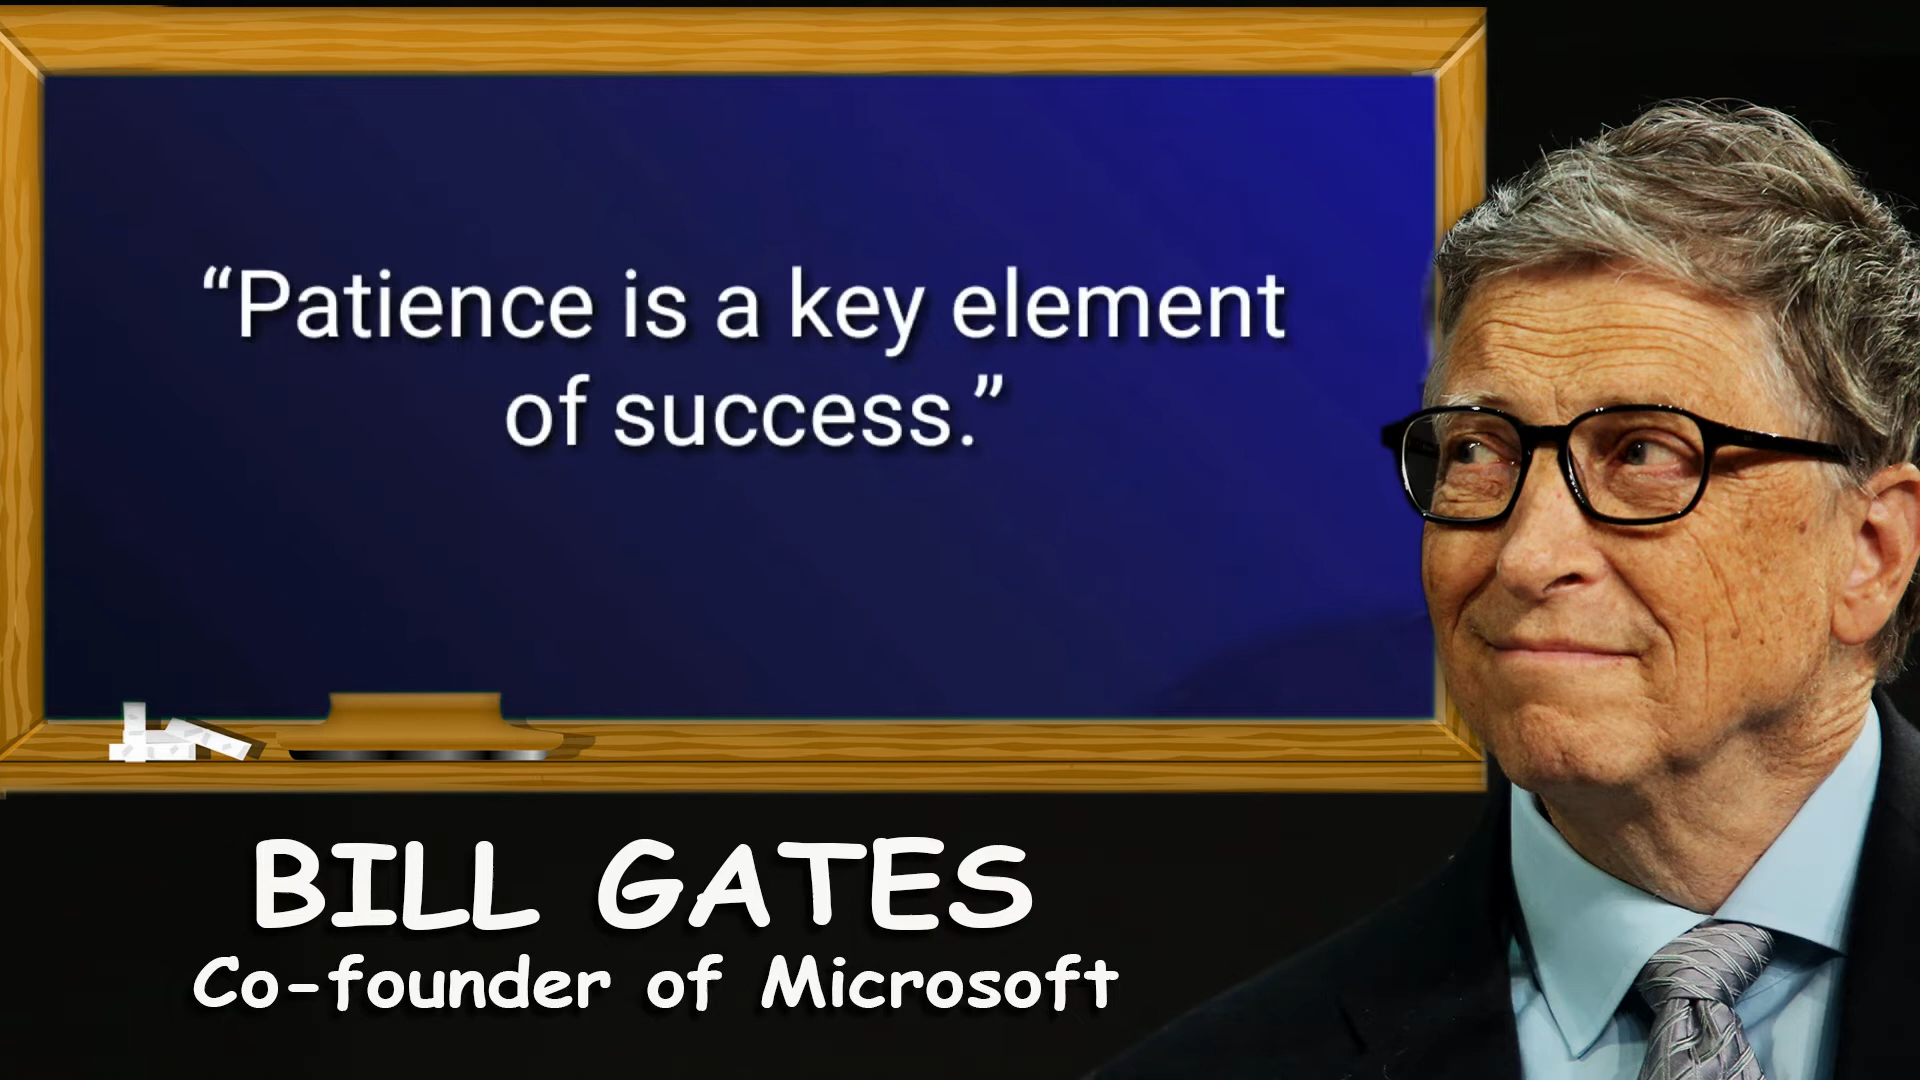 “Patience is a key element
of success.”
BILL GATES
Co-founder of Microsoft